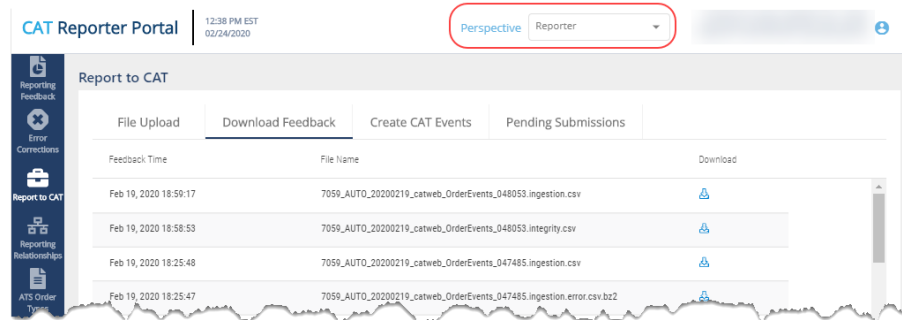 CAT Reporter Portal
12:38 PM EST
02/24/2020
Perspective Reporter
Reporting
Feedback
Error
Corrections
Report to CAT
Reporting
Relationships
ATS Order
Types
Report to CAT
File Upload Download Feedback Create CAT Events Pending Submissions
Feedback Time File Name Download
Feb 19, 2020 18:59:17 7059_AUTO_20200219_catweb_OrderEvents_048053.ingestion.csv
Feb 19, 2020 18:58:53 7059_AUTO_20200219_catweb_OrderEvents_048053.integrity.csv
Feb 19, 2020 18:25:48 7059_AUTO_20200219_catweb_OrderEvents_047485.ingestion.csv
Feb 19, 2020 18:25:47 7059_AUTO_20200219_catweb_OrderEvents_047485.ingestion.error.csv.bz2